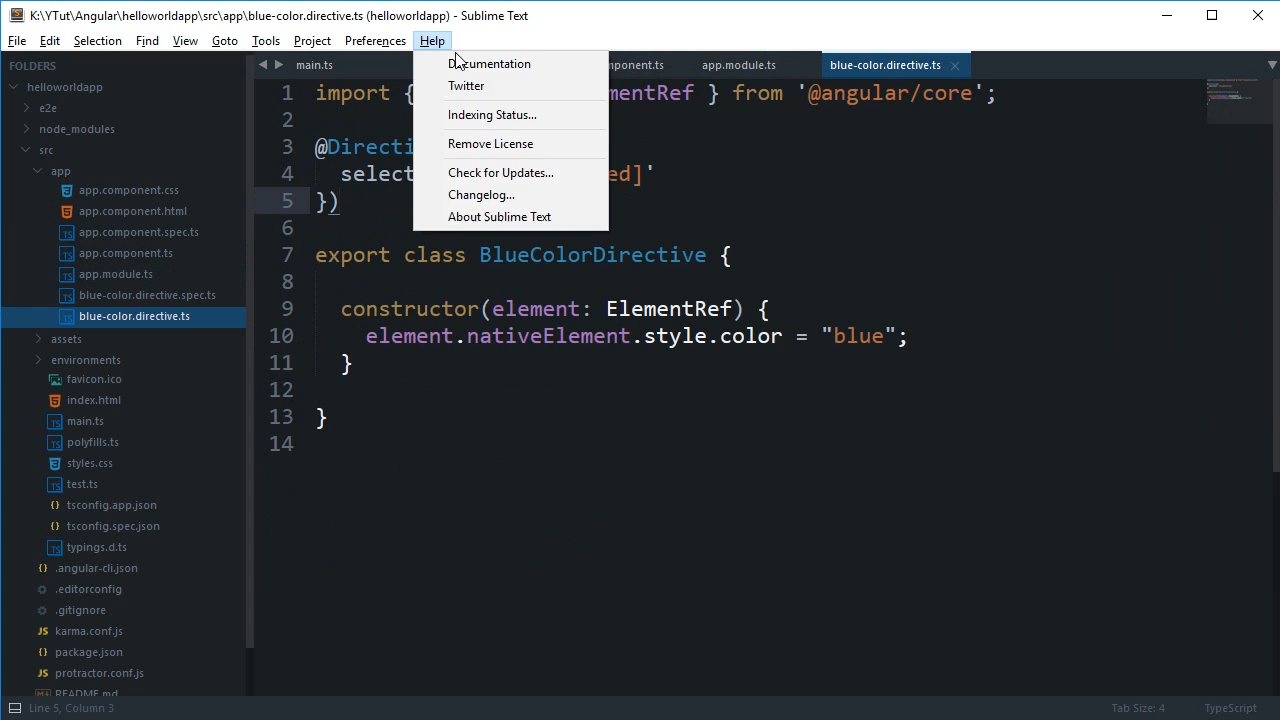 K:\YTut\Angular\helloworldapp\src\app\blue-color.directive.ts (helloworldapp) - Sublime Text
File Edit Selection Find View Goto Tools Project Preferences Help
FOLDERS
helloworldapp
e2e
node_modules
src
app
app.component.css
app.component.html
app.component.spec.ts
app.component.ts
app.module.ts
blue-color.directive.spec.ts
blue-color.directive.ts
assets
environments
favicon.ico
index.html
main.ts
polyfills.ts
styles.css
test.ts
tsconfig.app.json
tsconfig.spec.json
typings.d.ts
.angular-cli.json
.editorconfig
.gitignore
karma.conf.js
package.json
protractor.conf.js
README.md
main.ts mponent.ts app.module.ts blue-color.directive.ts
Documentation
Twitter
Indexing Status...
Remove License
Check for Updates...
Changelog...
About Sublime Text
1 import { mentRef } from '@angular/core';
2
3 @Directi
4 select ed]'
5 })
6
7 export class BlueColorDirective {
8
9 constructor(element: ElementRef) {
10 element.nativeElement.style.color = "blue";
11 }
12
13 }
14
Line 5, Column 3 Tab Size: 4 TypeScript